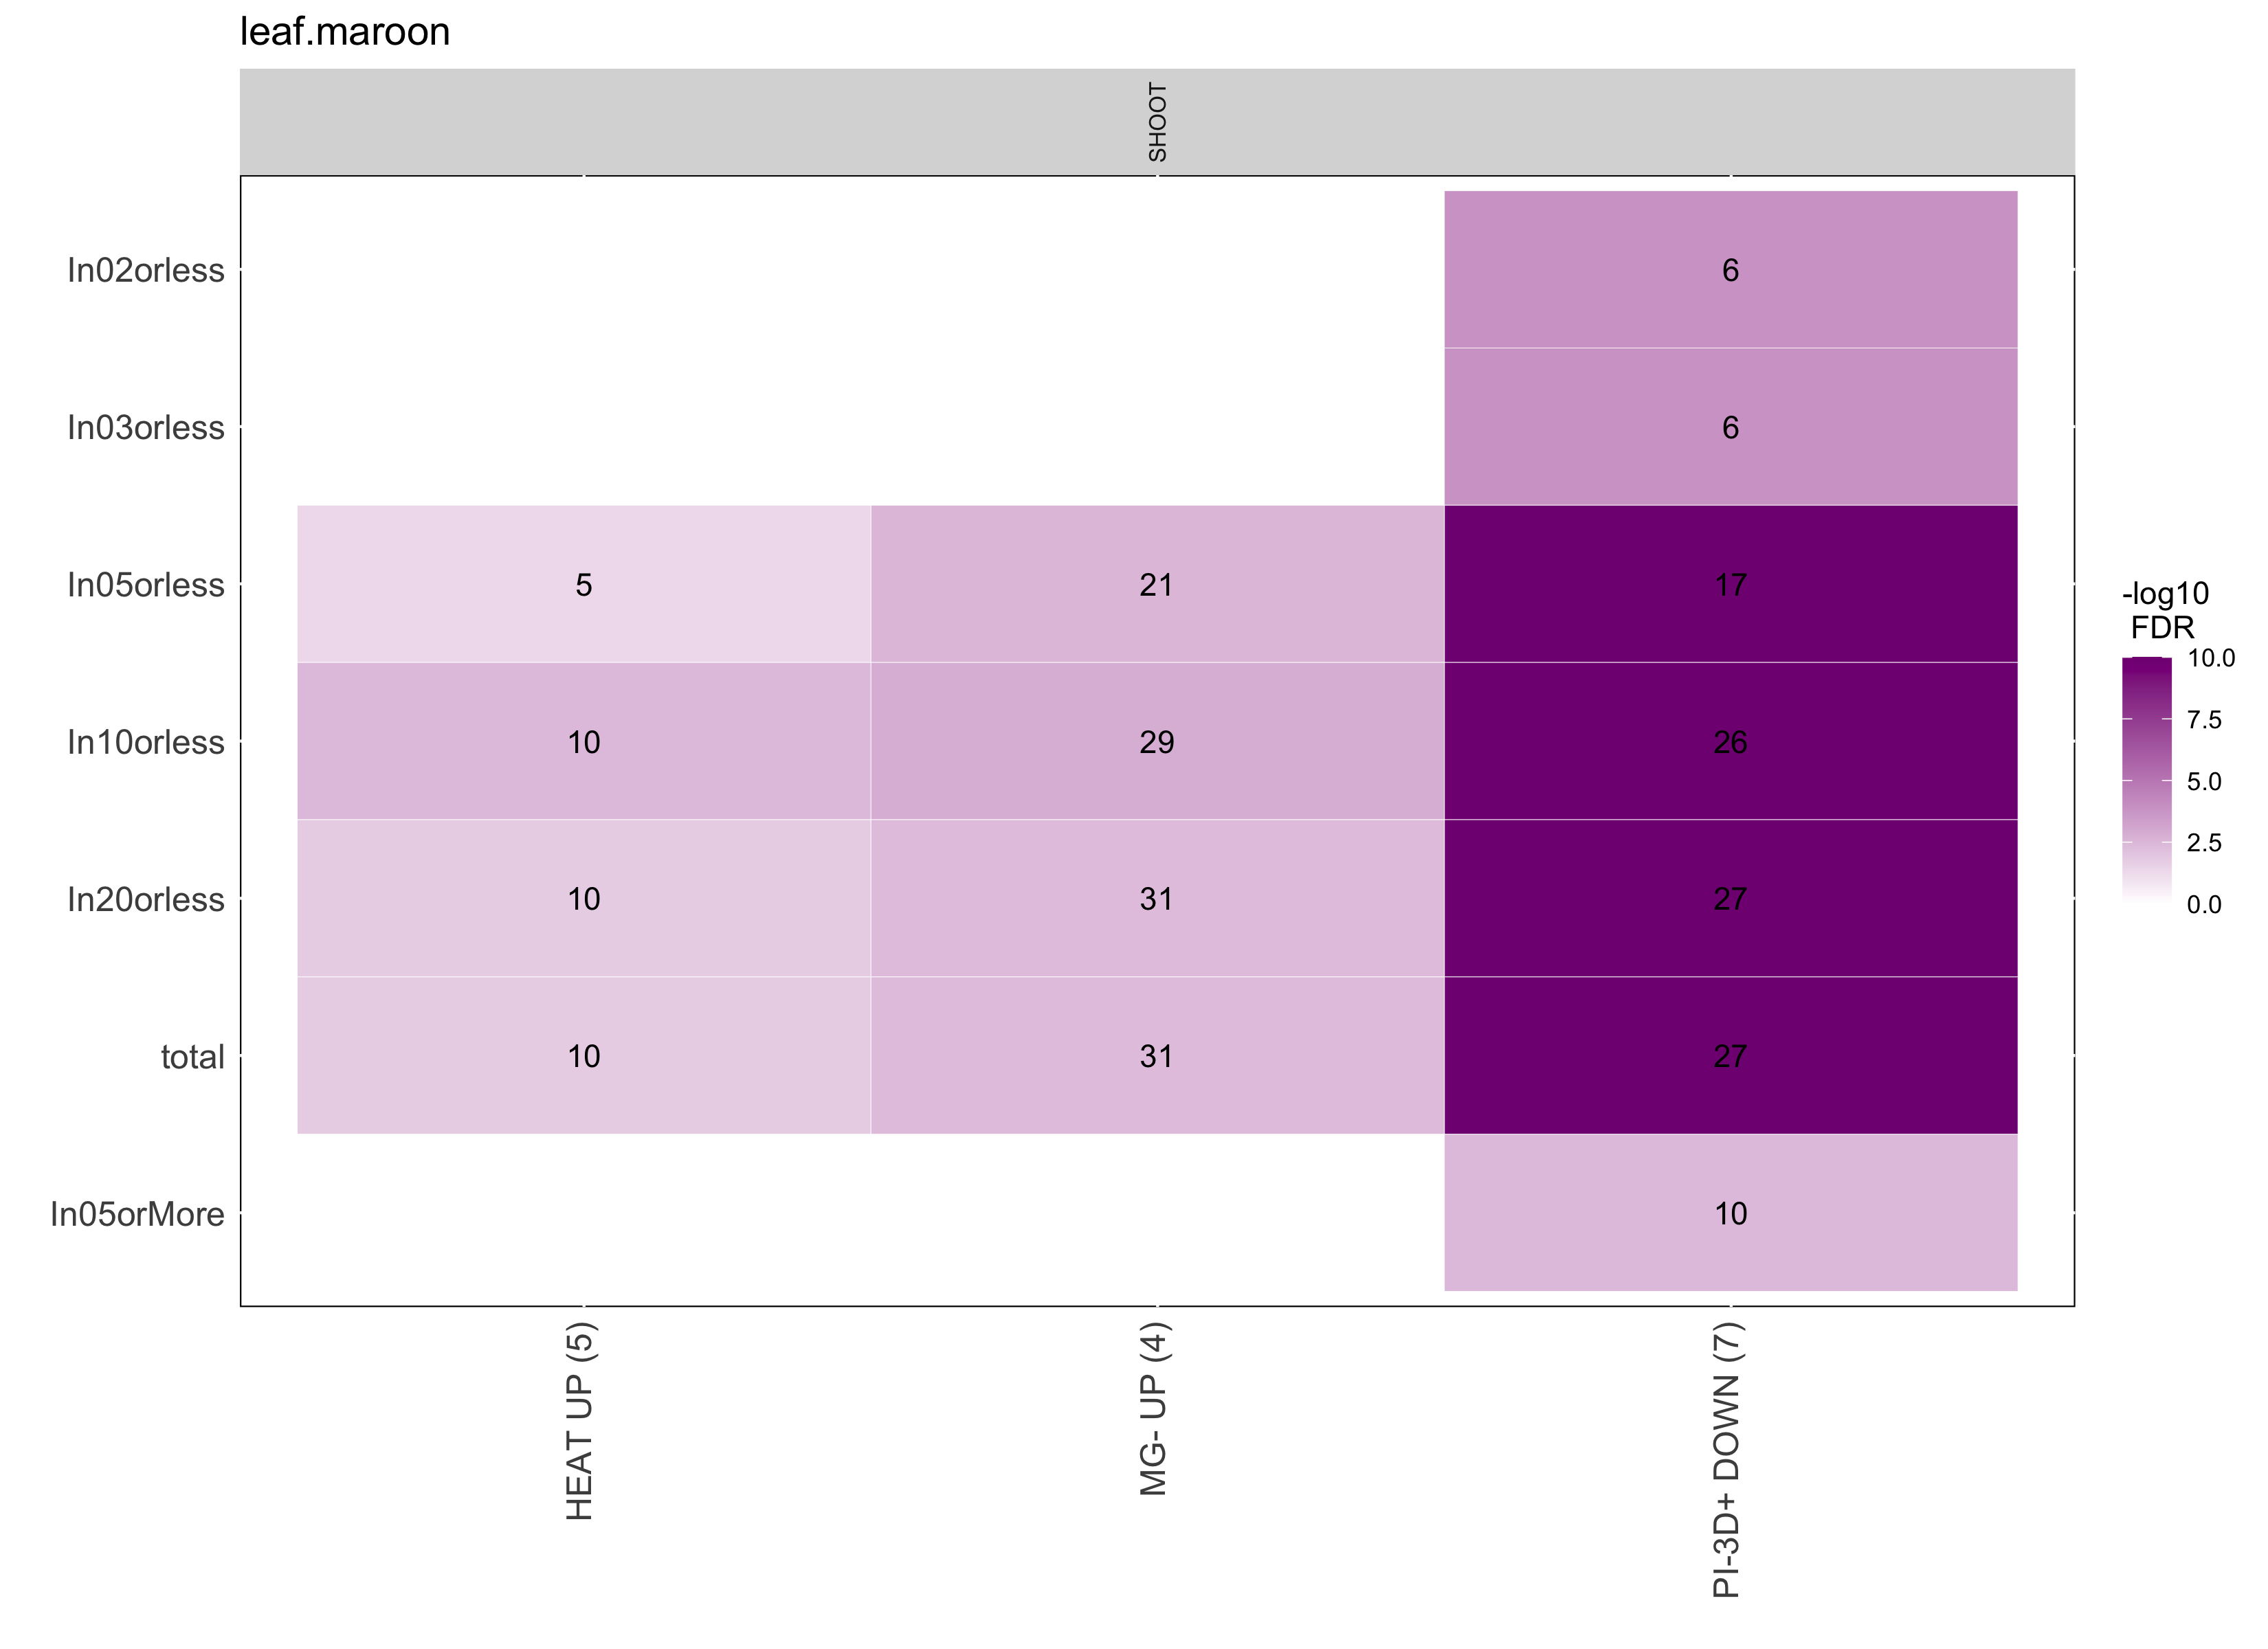 leaf.maroon
SHOOT
In02orless
6
In03orless
6
In05orless
5
21
17
In10orless
10
29
26
In20orless
10
31
27
total
10
31
27
In05orMore
10
HEAT UP (5)
MG- UP (4)
PI-3D+ DOWN (7)
-log10
FDR
10.0
7.5
5.0
2.5
0.0